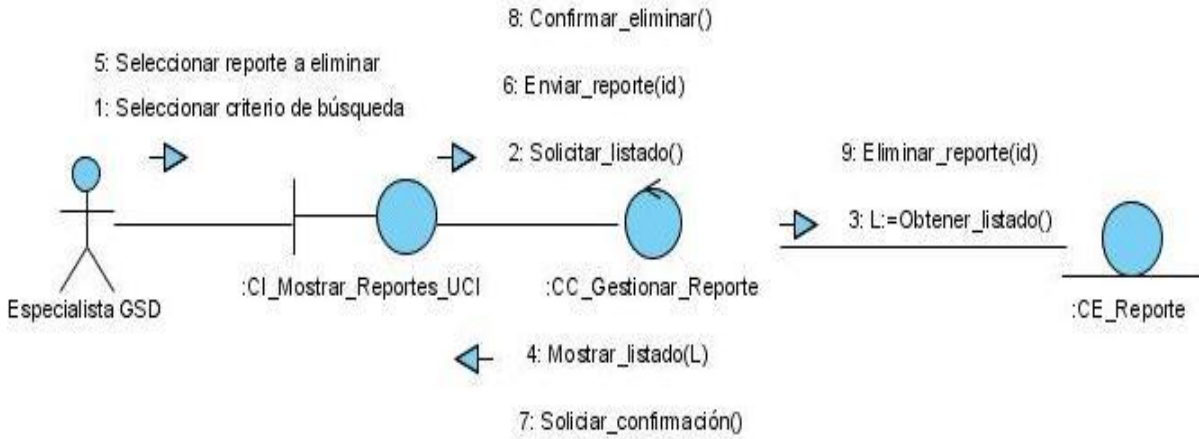 8: Confirmar_eliminar()
5: Seleccionar reporte a eliminar
6: Enviar_reporte(id)
1: Seleccionar criterio de búsqueda
2: Solicitar_listado()
9: Eliminar_reporte(id)
3: L:=Obtener_listado()
:CI_Mostrar_Reportes_UCI
:CC_Gestionar_Reporte
Especialista GSD
:CE_Reporte
4: Mostrar_listado(L)
7: Soliciar_confirmación()